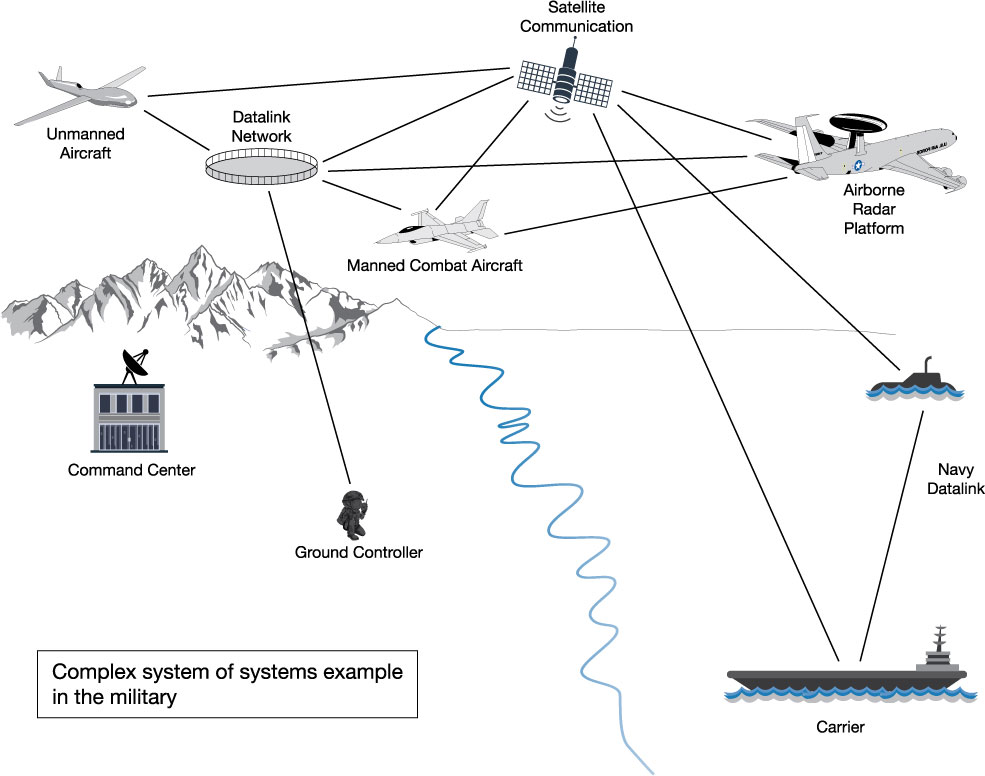 Satellite
Communication
Unmanned
Aircraft
Datalink
Network
Airborne
Radar
Platform
Manned Combat Aircraft
Command Center
Navy
Datalink
Ground Controller
Complex system of systems example
in the military
Carrier